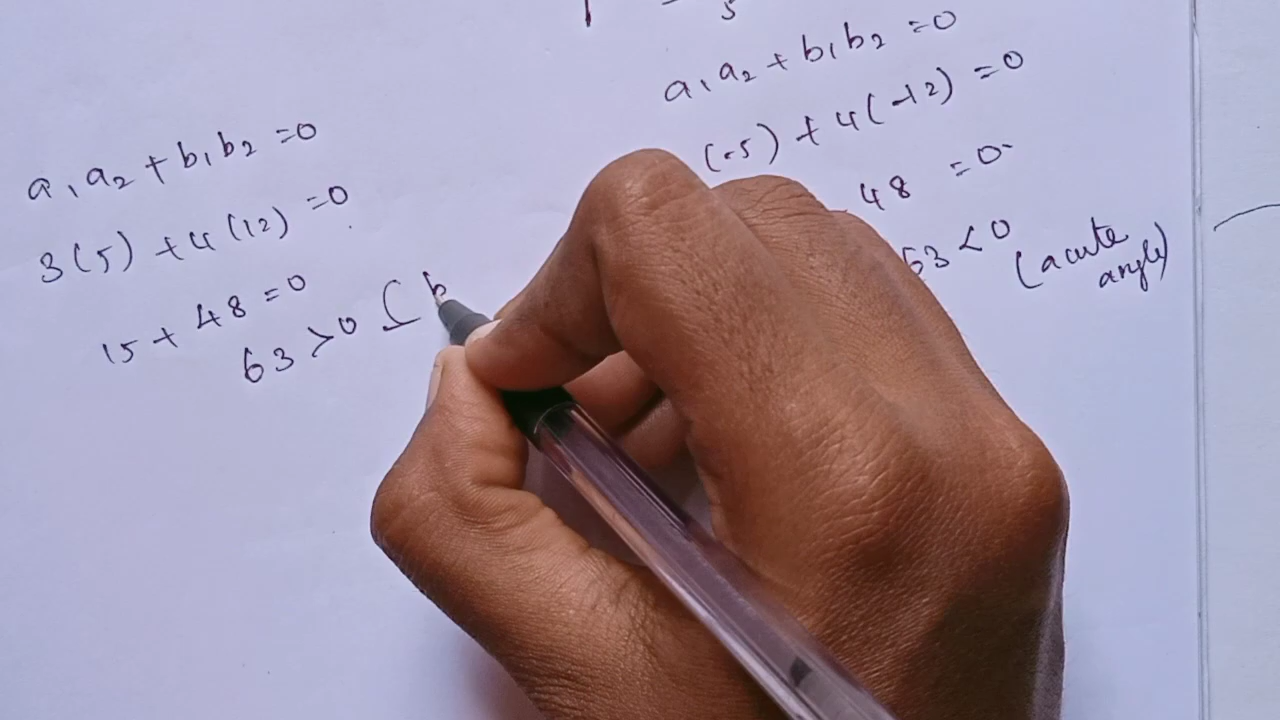 5
a₁a₂ + b₁b₂ = 0
(-5) + 4(-12) = 0
48 = 0
63 < 0 (acute
angle)
a₁a₂ + b₁b₂ = 0
3(5) + 4(12) = 0
15 + 48 = 0
63 > 0 ( b